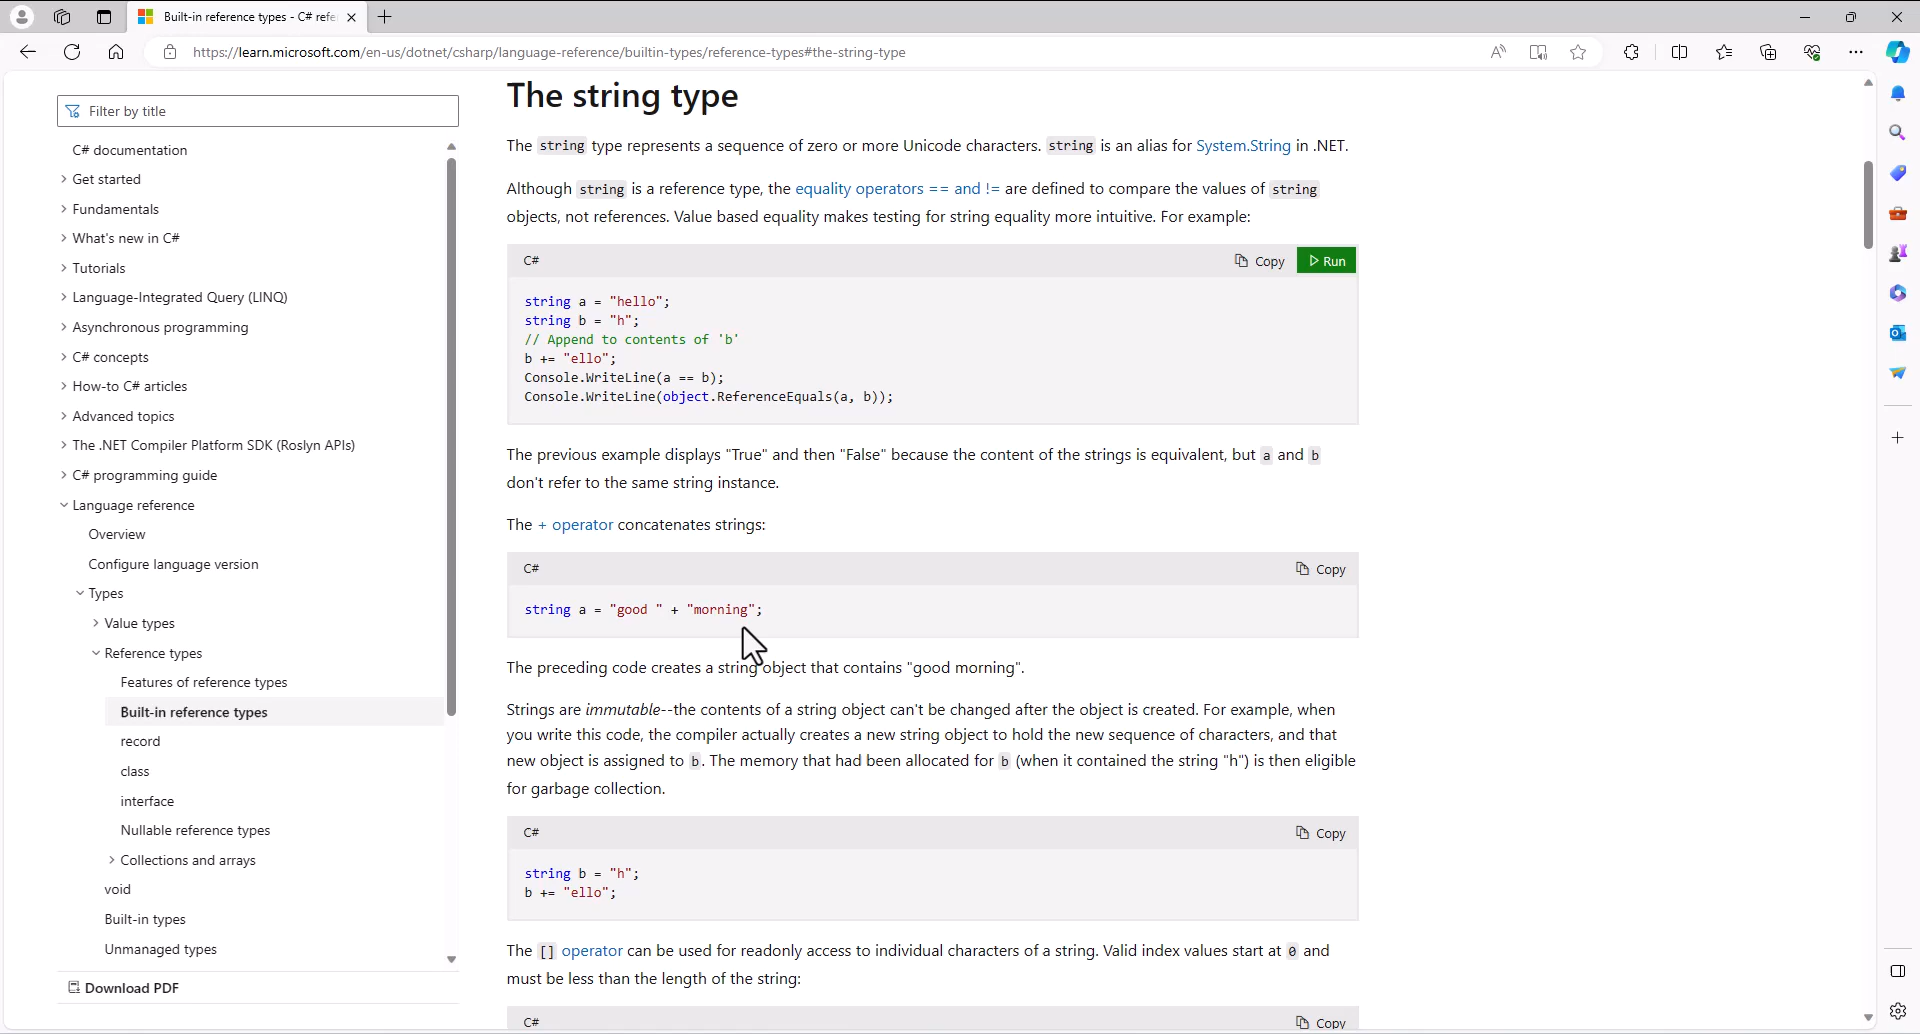 Built-in reference types - C# refe
https://learn.microsoft.com/en-us/dotnet/csharp/language-reference/builtin-types/reference-types#the-string-type
Filter by title
C# documentation
Get started
Fundamentals
What's new in C#
Tutorials
Language-Integrated Query (LINQ)
Asynchronous programming
C# concepts
How-to C# articles
Advanced topics
The .NET Compiler Platform SDK (Roslyn APIs)
C# programming guide
Language reference
Overview
Configure language version
Types
Value types
Reference types
Features of reference types
Built-in reference types
record
class
interface
Nullable reference types
Collections and arrays
void
Built-in types
Unmanaged types
Download PDF
The string type
The string type represents a sequence of zero or more Unicode characters. string is an alias for System.String in .NET.
Although string is a reference type, the equality operators == and != are defined to compare the values of string
objects, not references. Value based equality makes testing for string equality more intuitive. For example:
C# Copy Run
string a = "hello";
string b = "h";
// Append to contents of 'b'
b += "ello";
Console.WriteLine(a == b);
Console.WriteLine(object.ReferenceEquals(a, b));
The previous example displays "True" and then "False" because the content of the strings is equivalent, but a and b
don't refer to the same string instance.
The + operator concatenates strings:
C# Copy
string a = "good " + "morning";
The preceding code creates a string object that contains "good morning".
Strings are immutable--the contents of a string object can't be changed after the object is created. For example, when
you write this code, the compiler actually creates a new string object to hold the new sequence of characters, and that
new object is assigned to b. The memory that had been allocated for b (when it contained the string "h") is then eligible
for garbage collection.
C# Copy
string b = "h";
b += "ello";
The [] operator can be used for readonly access to individual characters of a string. Valid index values start at 0 and
must be less than the length of the string:
C# Copy